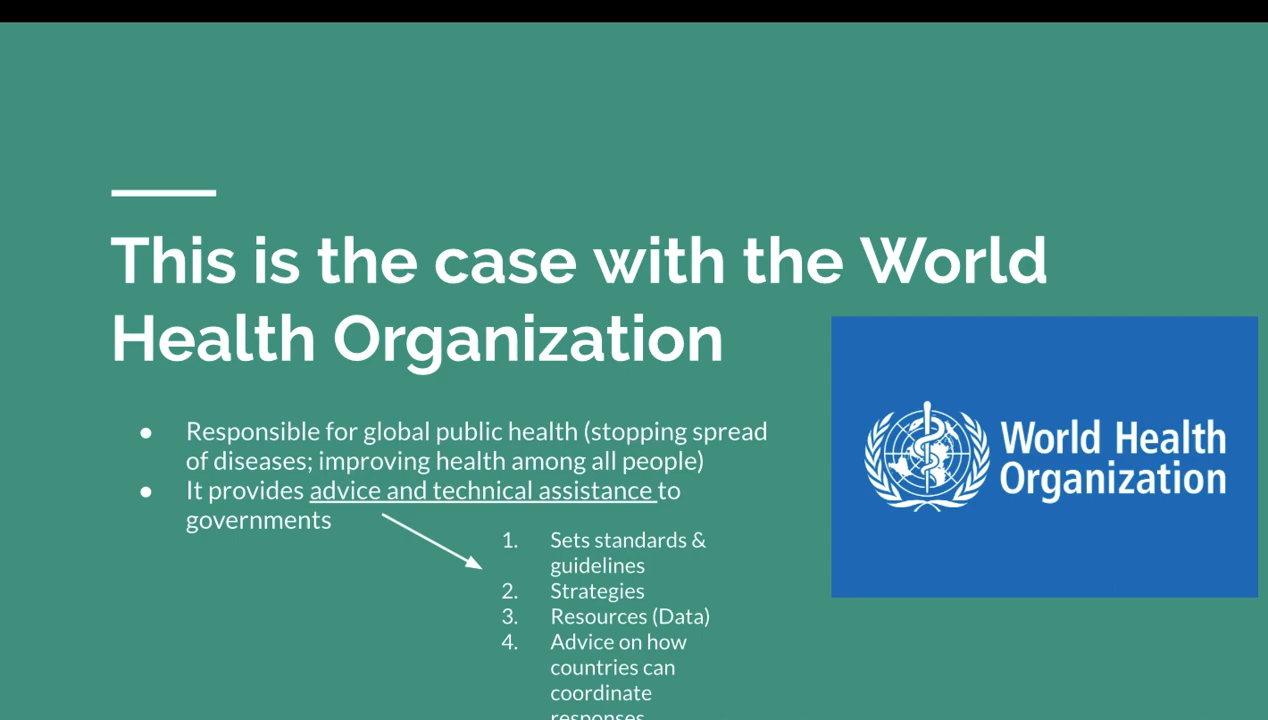 This is the case with the World
Health Organization
● Responsible for global public health (stopping spread
of diseases; improving health among all people)
● It provides advice and technical assistance to
governments
1. Sets standards &
guidelines
2. Strategies
3. Resources (Data)
4. Advice on how
countries can
coordinate
responses
World Health
Organization